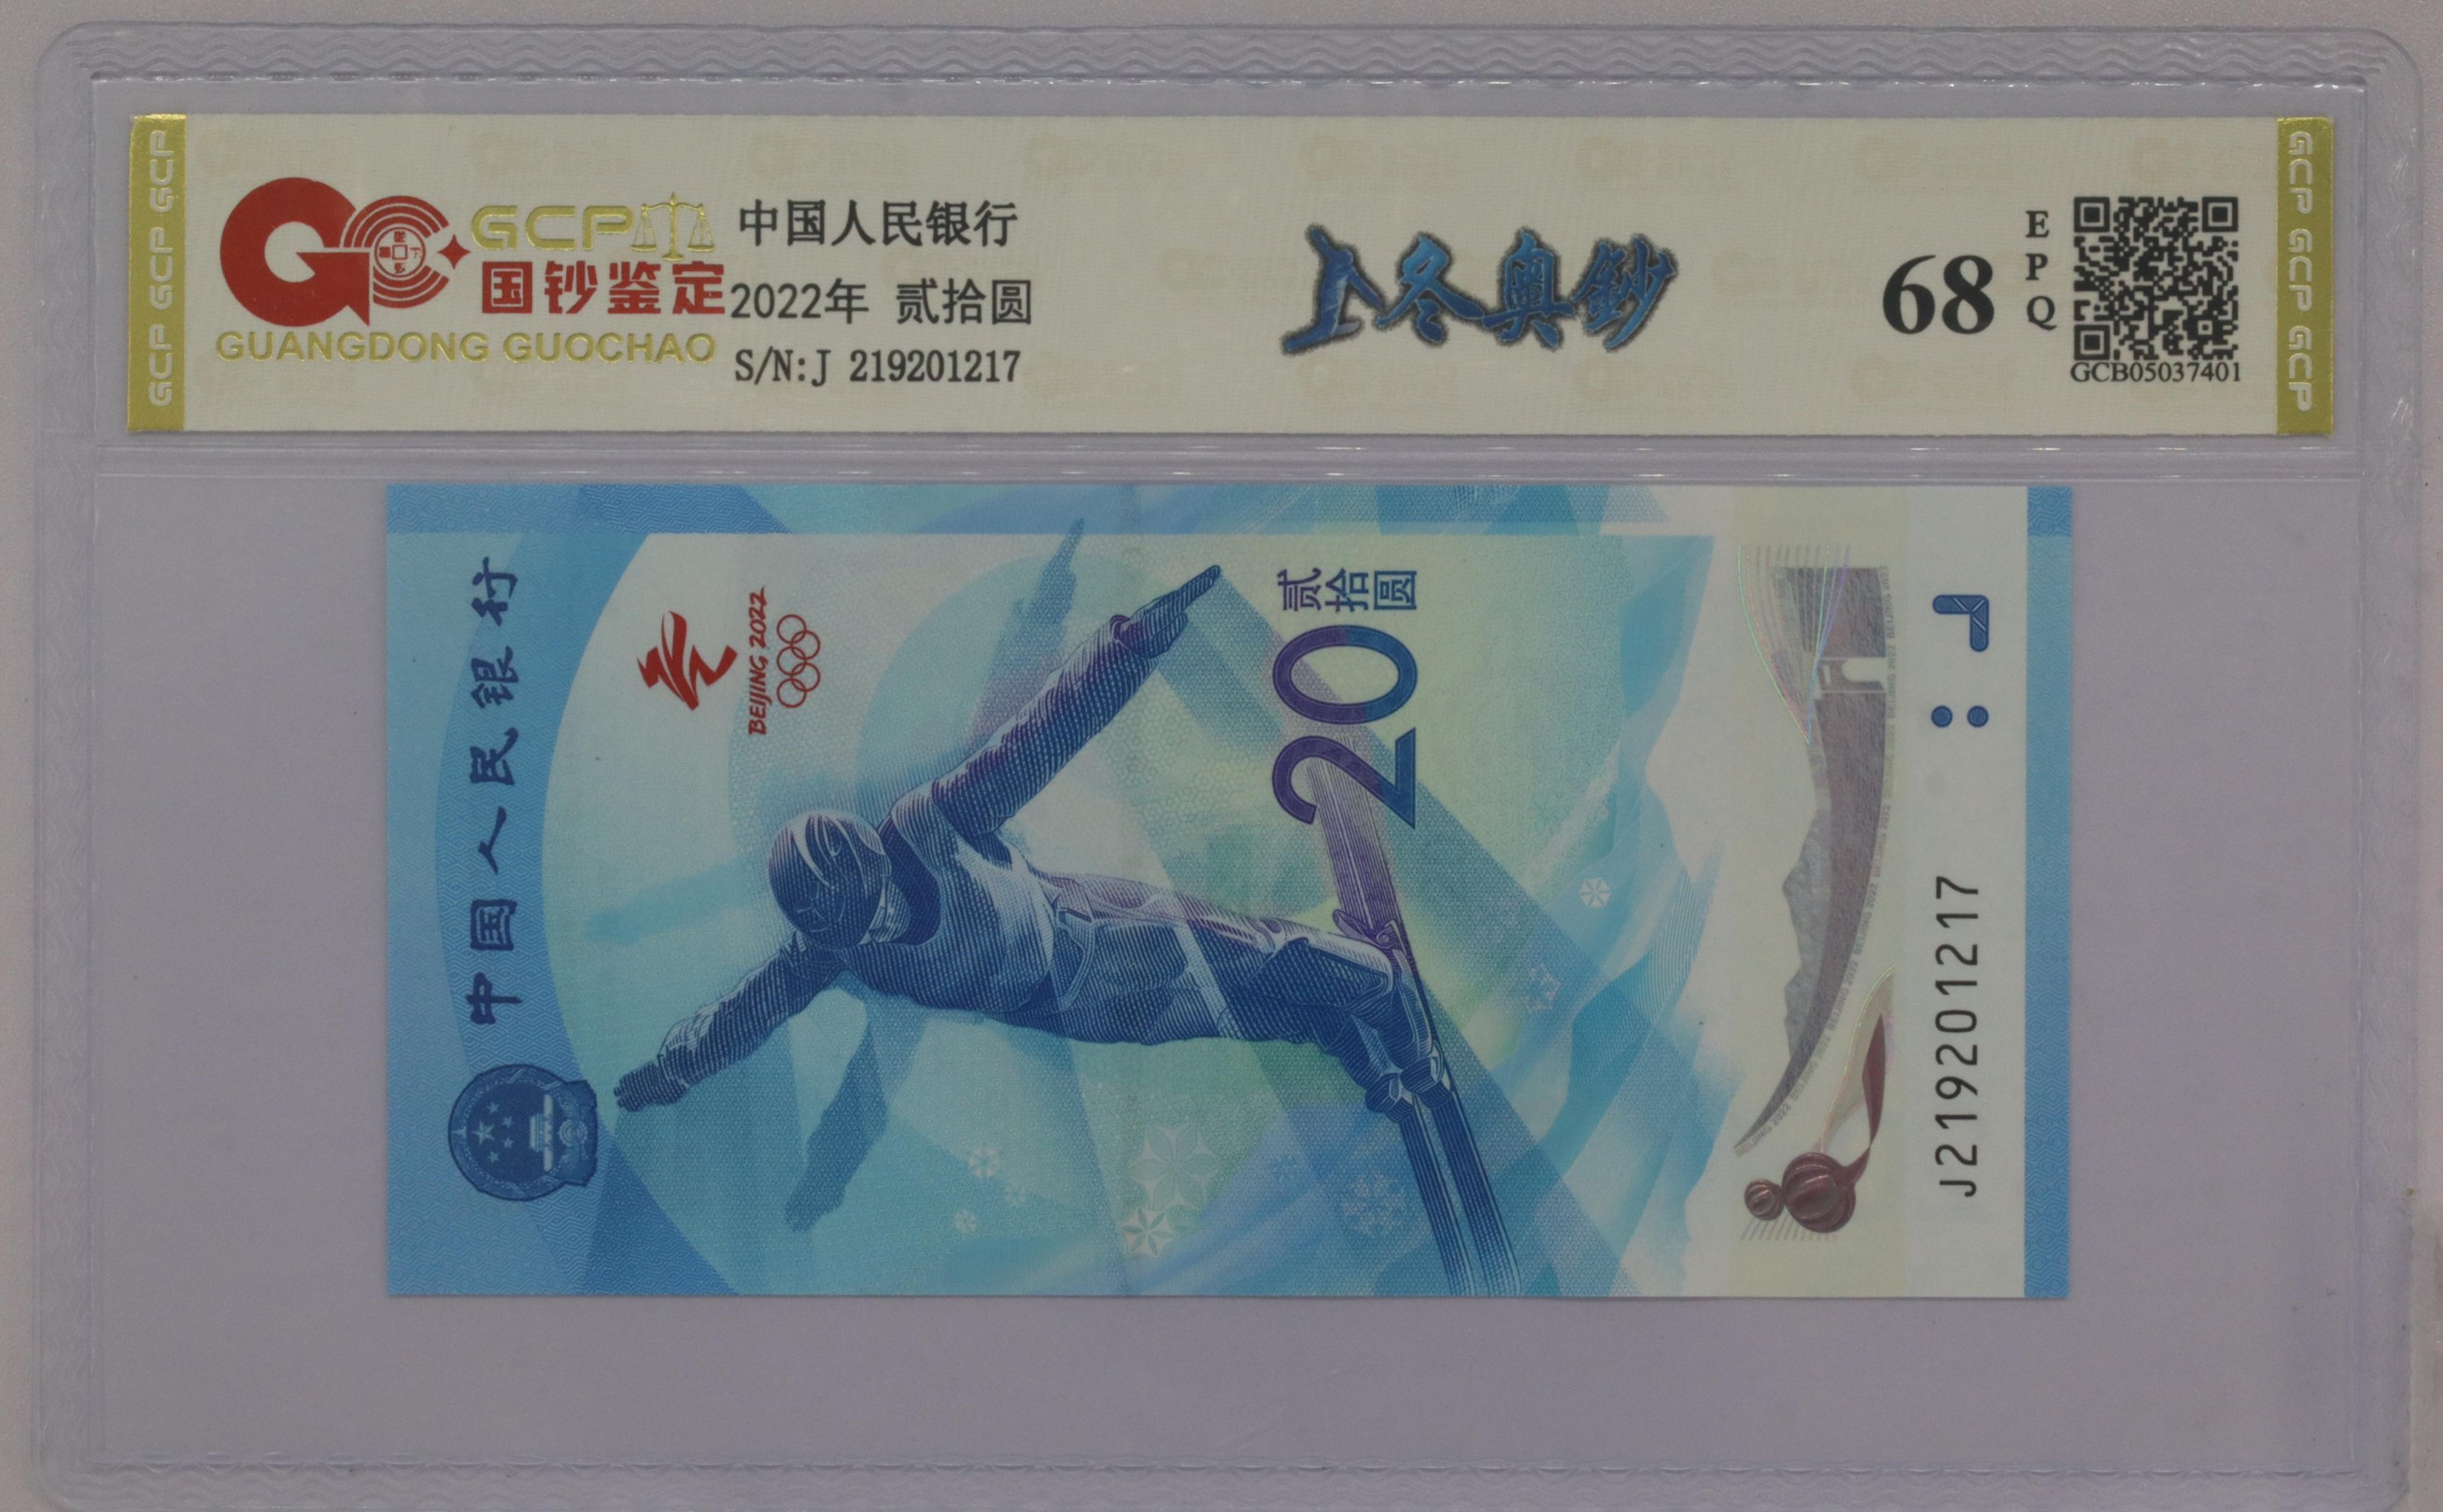 GCP GCP GCP
GCP
国钞鉴定
GUANGDONG GUOCHAO
中国人民银行
2022年 贰拾圆
S/N:J 219201217
冬奥鈔
68
EPQ
GCB05037401
GCP GCP GCP
中国人民银行
BEIJING 2022
贰拾圆
20
J219201217